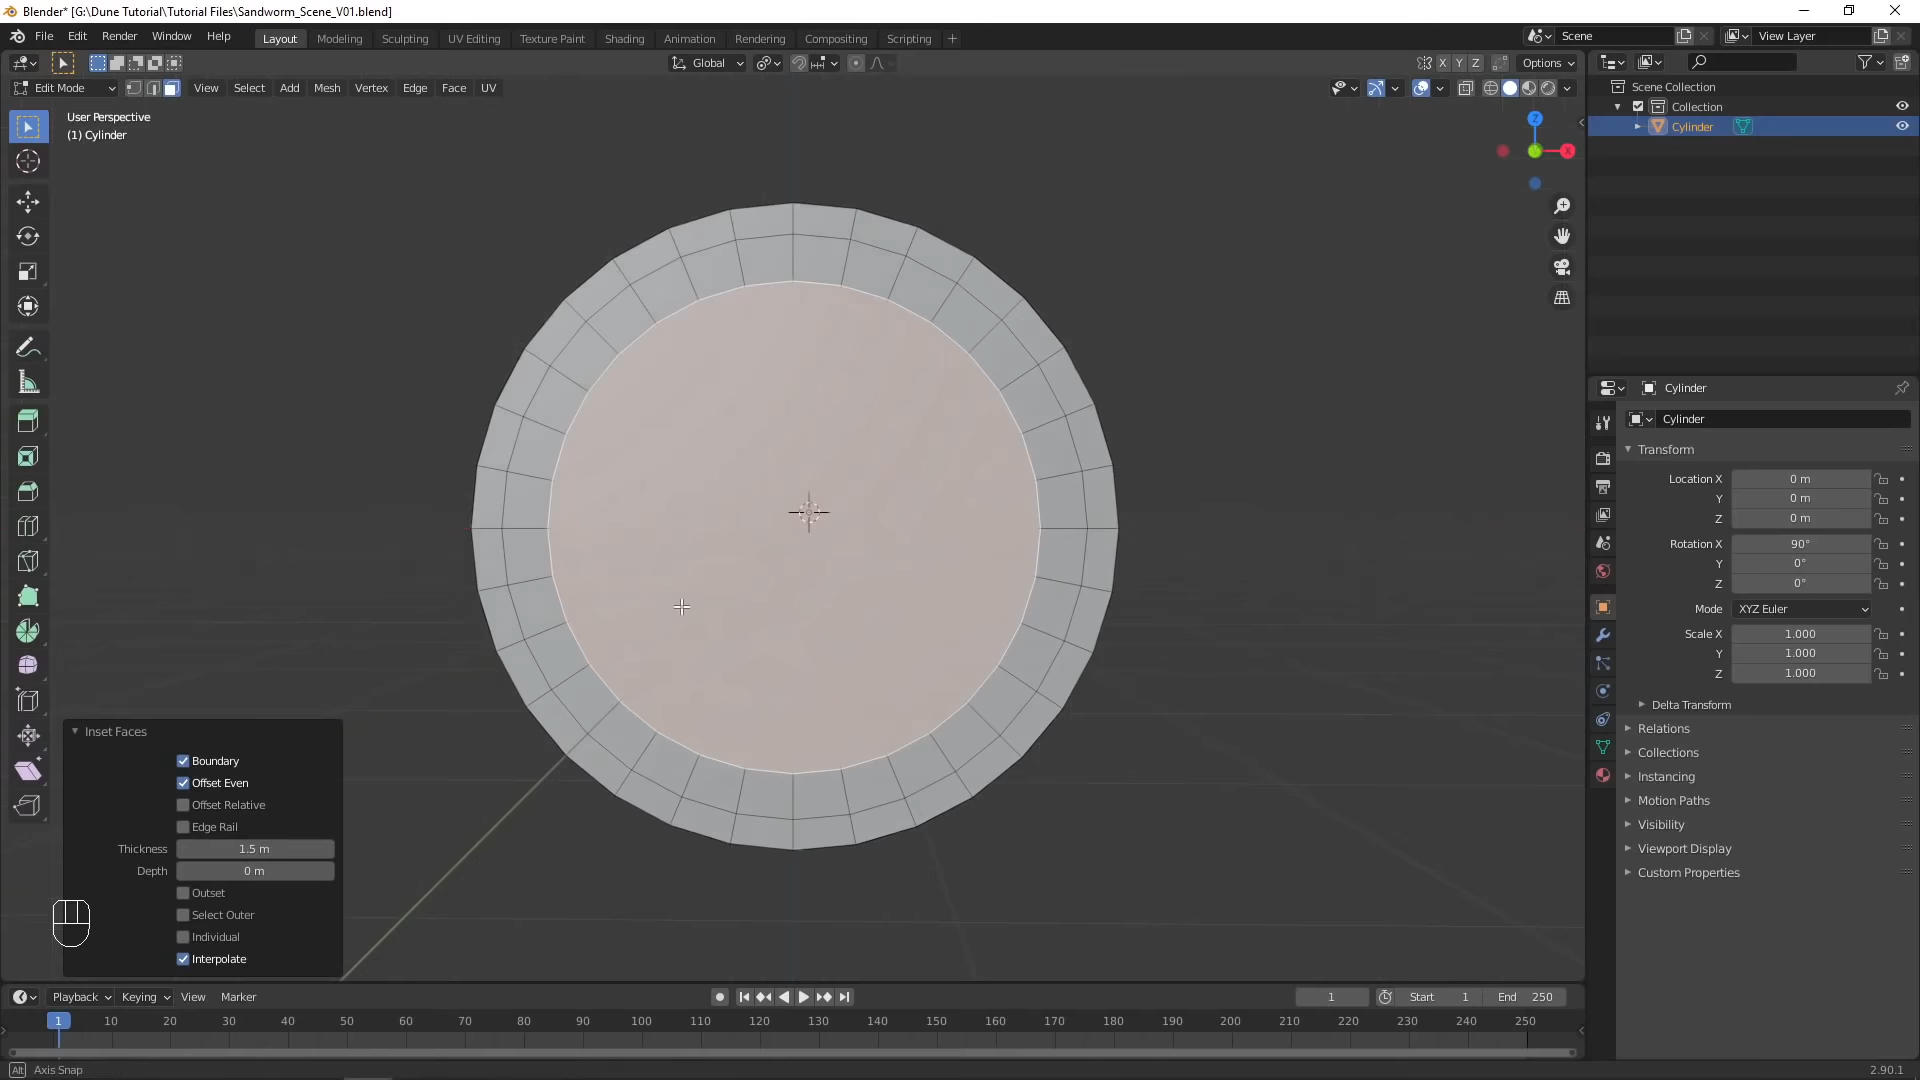 Blender* [G:\Dune Tutorial\Tutorial Files\Sandworm_Scene_V01.blend]
File Edit Render Window Help Layout Modeling Sculpting UV Editing Texture Paint Shading Animation Rendering Compositing Scripting + Scene View Layer
Global X Y Z Options
Edit Mode View Select Add Mesh Vertex Edge Face UV
Scene Collection
Collection
Cylinder
User Perspective
(1) Cylinder
Z
X
Cylinder
Cylinder
Transform
Location X 0 m
Y 0 m
Z 0 m
Rotation X 90°
Y 0°
Z 0°
Mode XYZ Euler
Scale X 1.000
Y 1.000
Z 1.000
Delta Transform
Relations
Collections
Instancing
Motion Paths
Visibility
Viewport Display
Custom Properties
Inset Faces
Boundary
Offset Even
Offset Relative
Edge Rail
Thickness 1.5 m
Depth 0 m
Outset
Select Outer
Individual
Interpolate
Playback Keying View Marker 1 Start 1 End 250
1 10 20 30 40 50 60 70 80 90 100 110 120 130 140 150 160 170 180 190 200 210 220 230 240 250
Alt Axis Snap 2.90.1